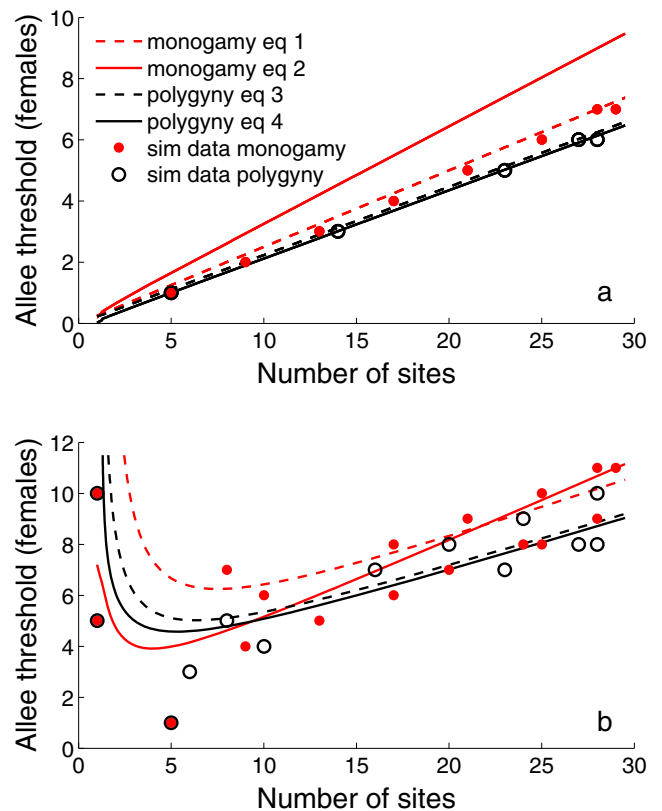 10
8
6
4
2
0
Allee threshold (females)
monogamy eq 1
monogamy eq 2
polygyny eq 3
polygyny eq 4
sim data monogamy
sim data polygyny
a
0 5 10 15 20 25 30
Number of sites
12
10
8
6
4
2
0
Allee threshold (females)
b
0 5 10 15 20 25 30
Number of sites